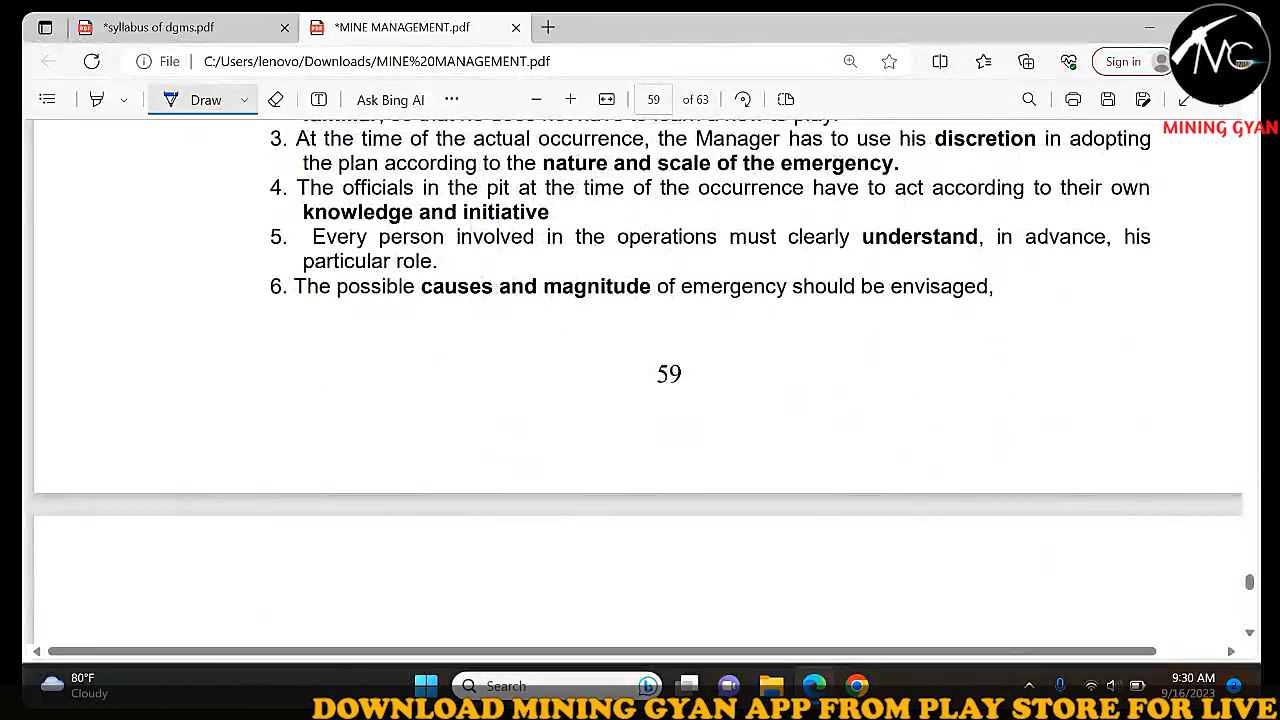 *syllabus of dgms.pdf
*MINE MANAGEMENT.pdf
File
C:/Users/lenovo/Downloads/MINE%20MANAGEMENT.pdf
Sign in
Draw
Ask Bing AI
59 of 63
MC
MINING GYAN
3. At the time of the actual occurrence, the Manager has to use his discretion in adopting
the plan according to the nature and scale of the emergency.
4. The officials in the pit at the time of the occurrence have to act according to their own
knowledge and initiative
5. Every person involved in the operations must clearly understand, in advance, his
particular role.
6. The possible causes and magnitude of emergency should be envisaged,
59
80°F
Cloudy
Search
9:30 AM
9/16/2023
2
DOWNLOAD MINING GYAN APP FROM PLAY STORE FOR LIVE